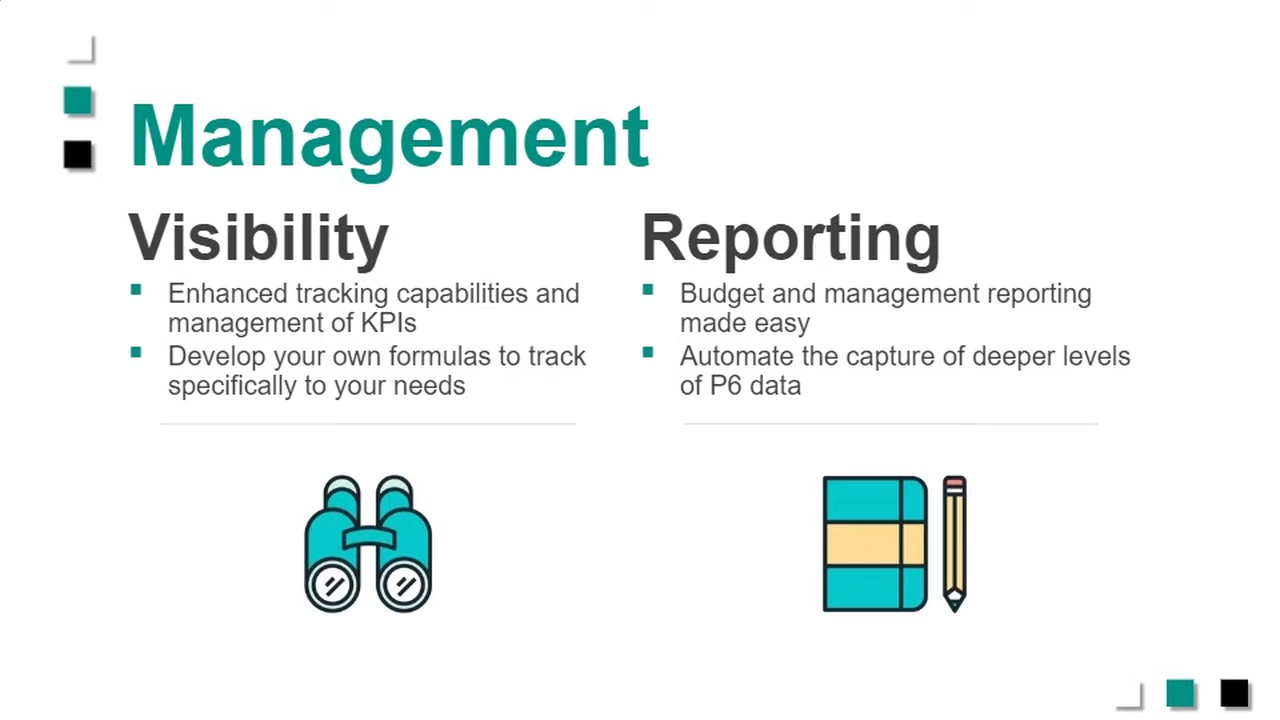 Management
Visibility
Enhanced tracking capabilities and
management of KPIs
Develop your own formulas to track
specifically to your needs
Reporting
Budget and management reporting
made easy
Automate the capture of deeper levels
of P6 data